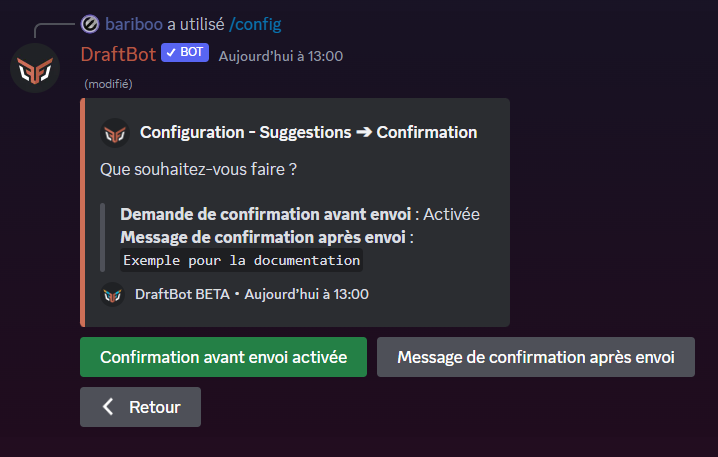 bariboo a utilisé /config
DraftBot ✓ BOT Aujourd'hui à 13:00
(modifié)
Configuration - Suggestions ➔ Confirmation
Que souhaitez-vous faire ?
Demande de confirmation avant envoi : Activée
Message de confirmation après envoi :
Exemple pour la documentation
DraftBot BETA • Aujourd'hui à 13:00
Confirmation avant envoi activée
Message de confirmation après envoi
Retour